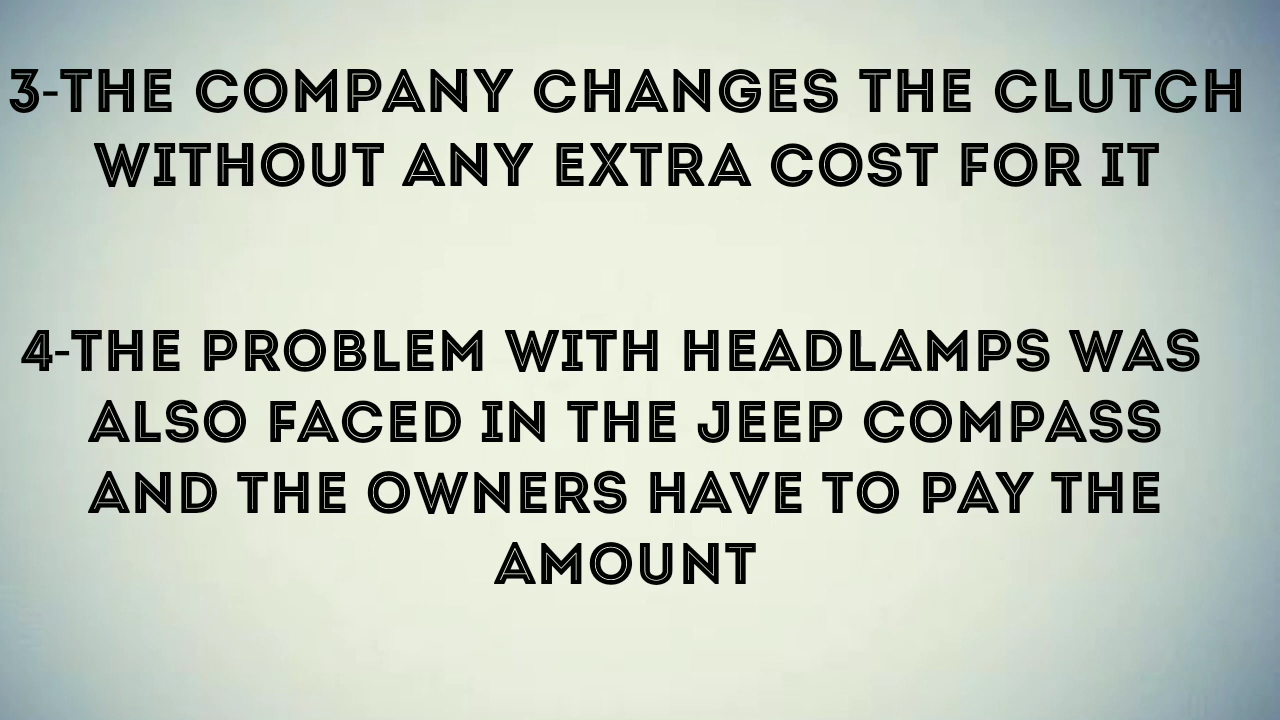 3-THE COMPANY CHANGES THE CLUTCH
WITHOUT ANY EXTRA COST FOR IT
4-THE PROBLEM WITH HEADLAMPS WAS
ALSO FACED IN THE JEEP COMPASS
AND THE OWNERS HAVE TO PAY THE
AMOUNT